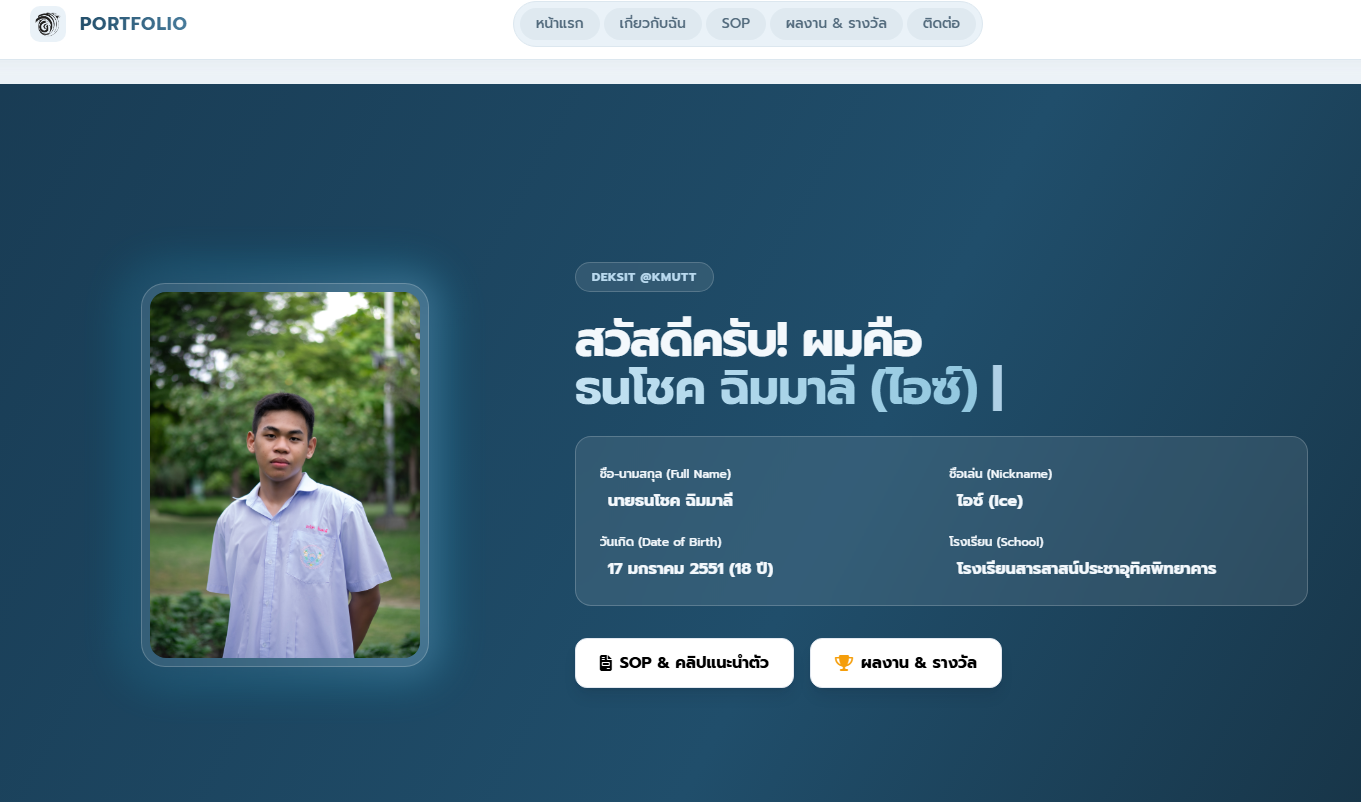 PORTFOLIO
หน้าแรก เกี่ยวกับฉัน SOP ผลงาน & รางวัล ติดต่อ
DEKSIT @KMUTT
สวัสดีครับ! ผมคือ
ธนโชค ฉิมมาลี (ไอซ์) |
ชื่อ-นามสกุล (Full Name)
นายธนโชค ฉิมมาลี
ชื่อเล่น (Nickname)
ไอซ์ (Ice)
วันเกิด (Date of Birth)
17 มกราคม 2551 (18 ปี)
โรงเรียน (School)
โรงเรียนสารสาสน์ประชาอุทิศพิทยาคาร
SOP & คลิปแนะนำตัว
ผลงาน & รางวัล